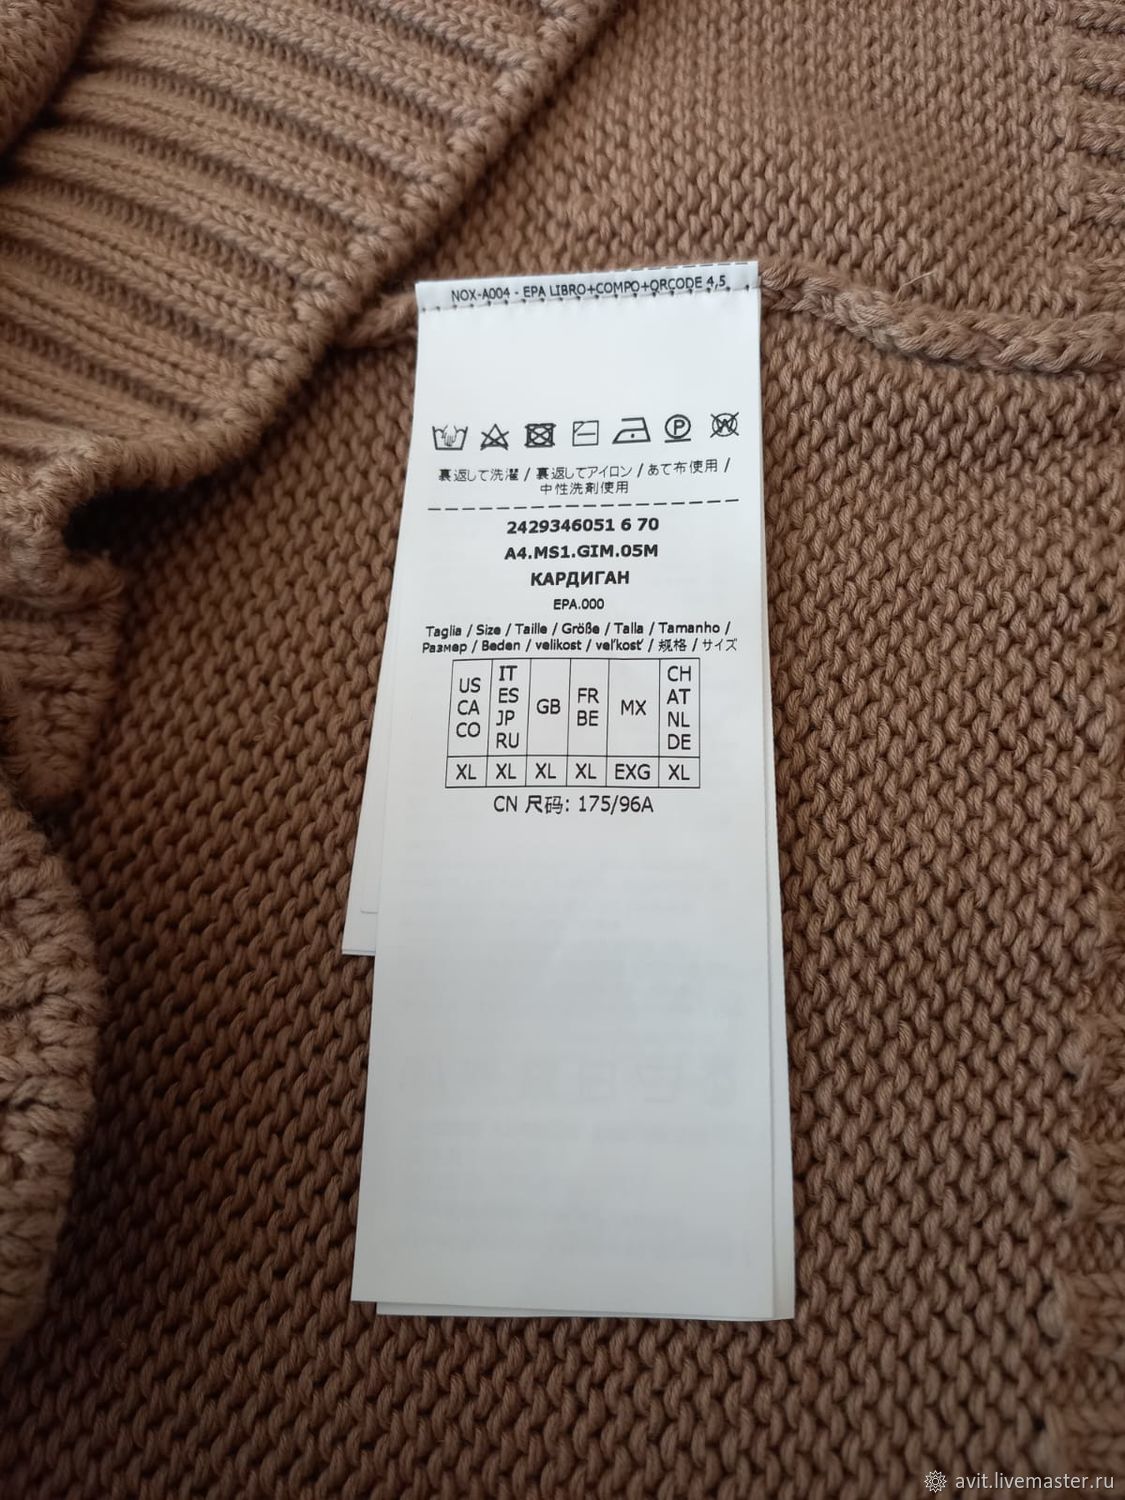 NOX-A004 - EPA LIBRO+COMPO+QRCODE 4,5
P
W
裏返して洗濯 / 裏返してアイロン / あて布使用 /
中性洗剤使用
2429346051 6 70
A4.MS1.GIM.05M
КАРДИГАН
EPA.000
Taglia / Size / Taille / Größe / Talla / Tamanho /
Размер / Beden / velikost / veľkosť / 规格 / サイズ
US CA CO IT ES JP RU GB FR BE MX CH AT NL DE
XL XL XL XL EXG XL
CN 尺码: 175/96A
avit.livemaster.ru